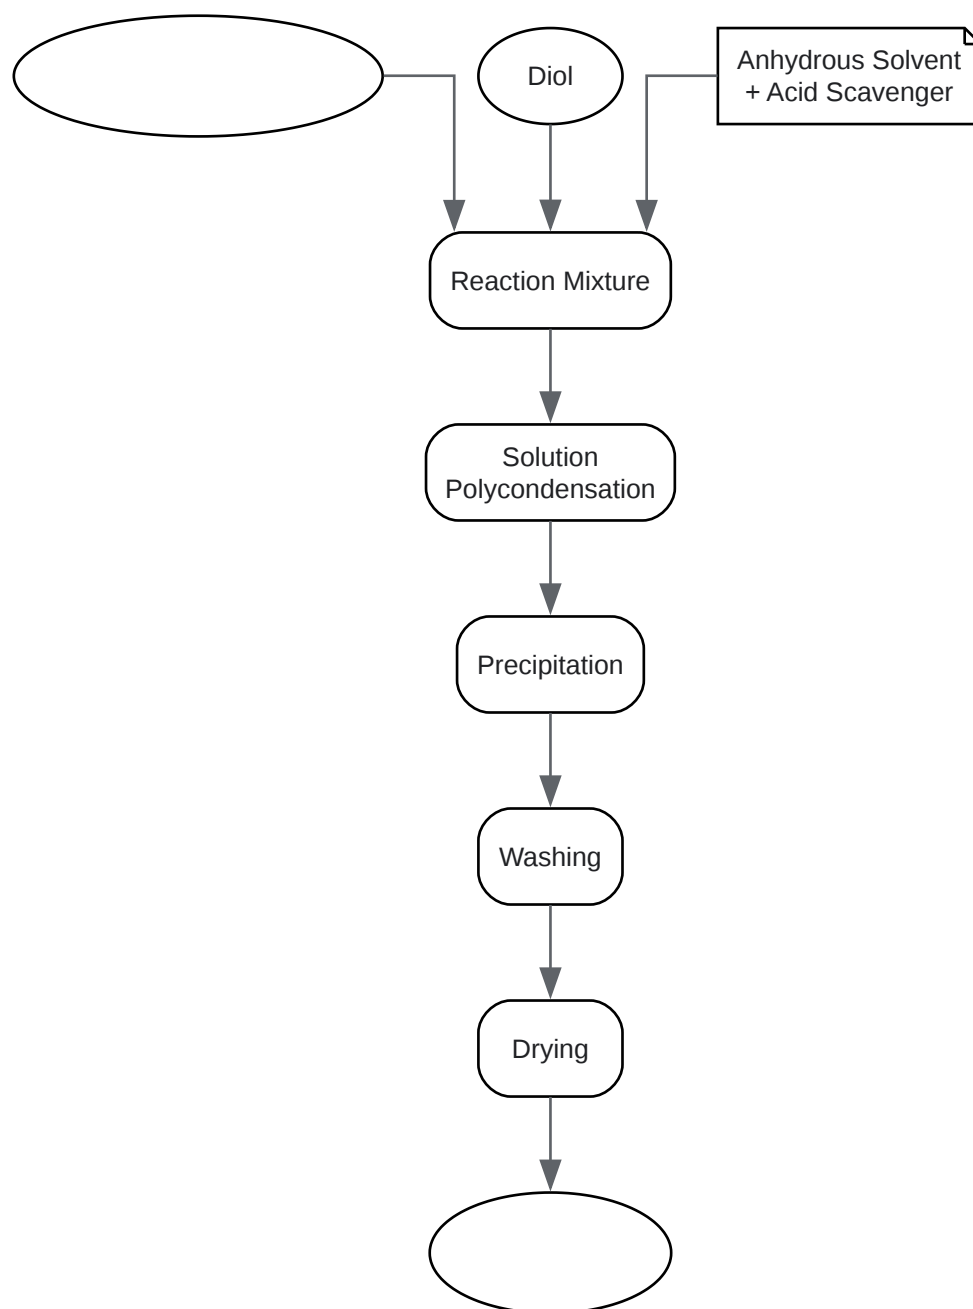 Diol
Anhydrous Solvent
+ Acid Scavenger
Reaction Mixture
Solution
Polycondensation
Precipitation
Washing
Drying